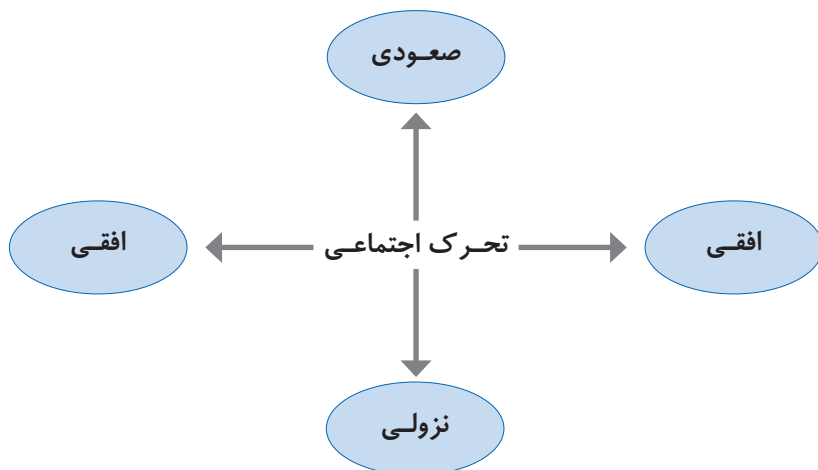 صعودی
افقی
تحرک اجتماعی
افقی
نزولی